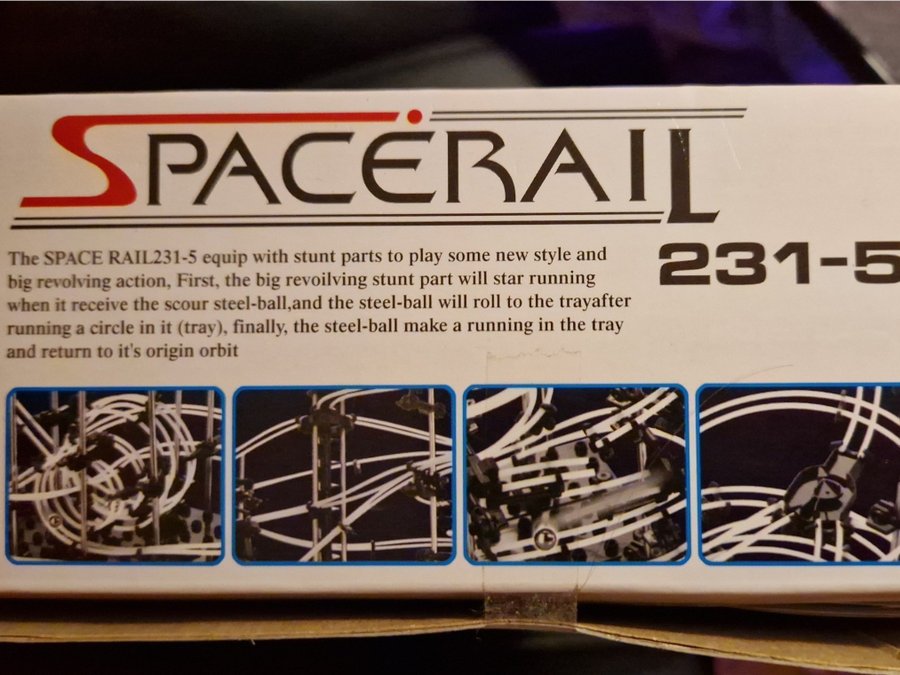 SPACERAIL
231-5
The SPACE RAIL231-5 equip with stunt parts to play some new style and
big revolving action, First, the big revoilving stunt part will star running
when it receive the scour steel-ball,and the steel-ball will roll to the trayafter
running a circle in it (tray), finally, the steel-ball make a running in the tray
and return to it's origin orbit